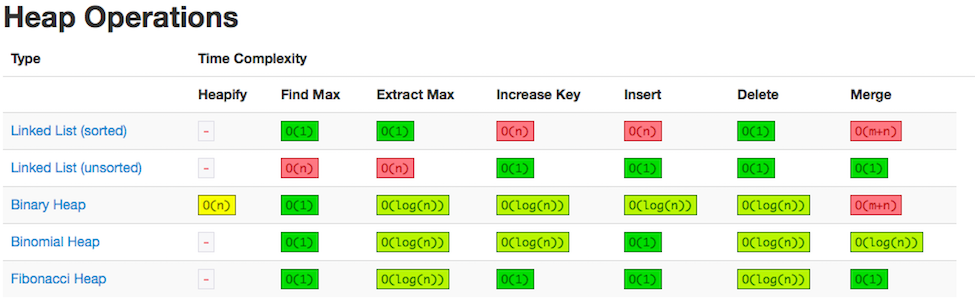 Heap Operations
Type Time Complexity
Heapify Find Max Extract Max Increase Key Insert Delete Merge
Linked List (sorted) - O(1) O(1) O(n) O(n) O(1) O(m+n)
Linked List (unsorted) - O(n) O(n) O(1) O(1) O(1) O(1)
Binary Heap O(n) O(1) O(log(n)) O(log(n)) O(log(n)) O(log(n)) O(m+n)
Binomial Heap - O(1) O(log(n)) O(log(n)) O(1) O(log(n)) O(log(n))
Fibonacci Heap - O(1) O(log(n)) O(1) O(1) O(log(n)) O(1)